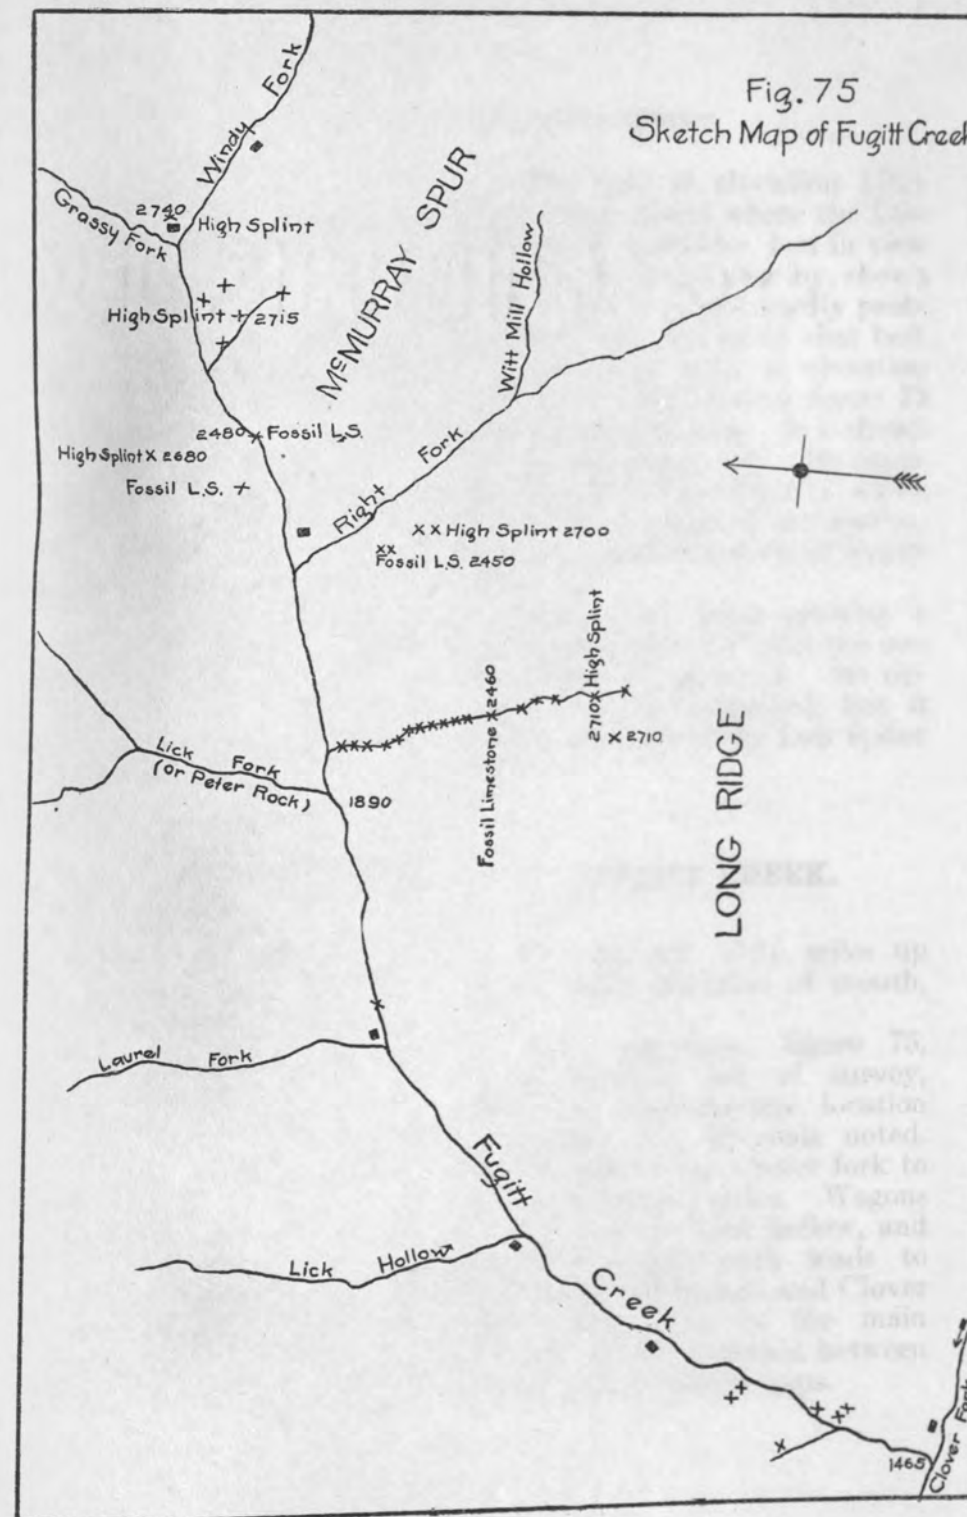 Fig. 75
Sketch Map of Fugitt Creek
Windy Fork
Grassy Fork
2740
High Splint
High Splint 2715
McMURRAY SPUR
Witt Mill Hollow
2480 Fossil L.S.
High Splint X 2680
Fossil L.S.
Right Fork
X X High Splint 2700
XX
Fossil L.S. 2450
Fossil Limestone 2460
2710 High Splint
X 2710
LONG RIDGE
Lick Fork
(or Peter Rock)
1890
CREEK.
Laurel Fork
Fugitt Creek
Lick Hollow
1465
Clover Fork